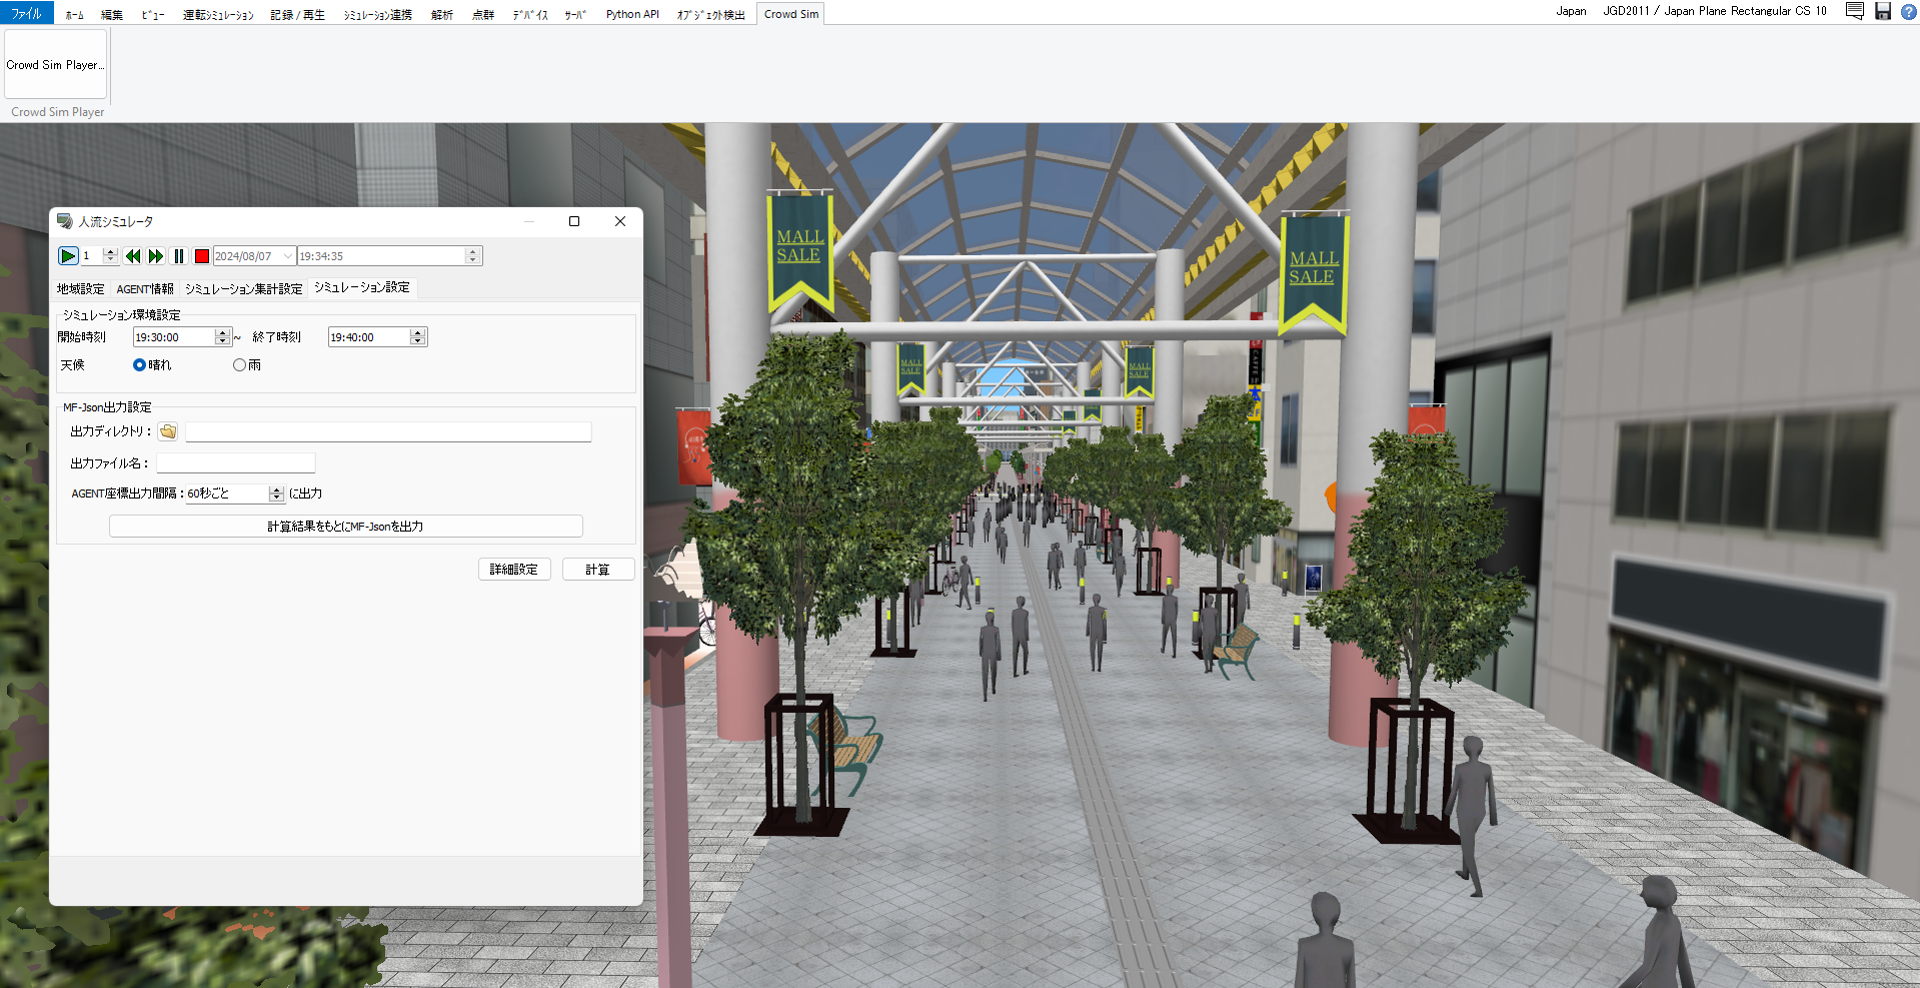 ファイル ホーム 編集 ビュー 運転シミュレーション 記録 / 再生 シミュレーション連携 解析 点群 デバイス サーバ Python API オブジェクト検出 Crowd Sim
Japan JGD2011 / Japan Plane Rectangular CS 10
Crowd Sim Player...
Crowd Sim Player
人流シミュレータ
1 2024/08/07 19:34:35
地域設定 AGENT情報 シミュレーション集計設定 シミュレーション設定
シミュレーション環境設定
開始時刻 19:30:00 ~ 終了時刻 19:40:00
天候 晴れ 雨
MF-Json出力設定
出力ディレクトリ：
出力ファイル名：
AGENT座標出力間隔： 60秒ごと に出力
計算結果をもとにMF-Jsonを出力
詳細設定 計算
MALL
SALE
MALL
SALE
MALL
SALE
MALL
SALE